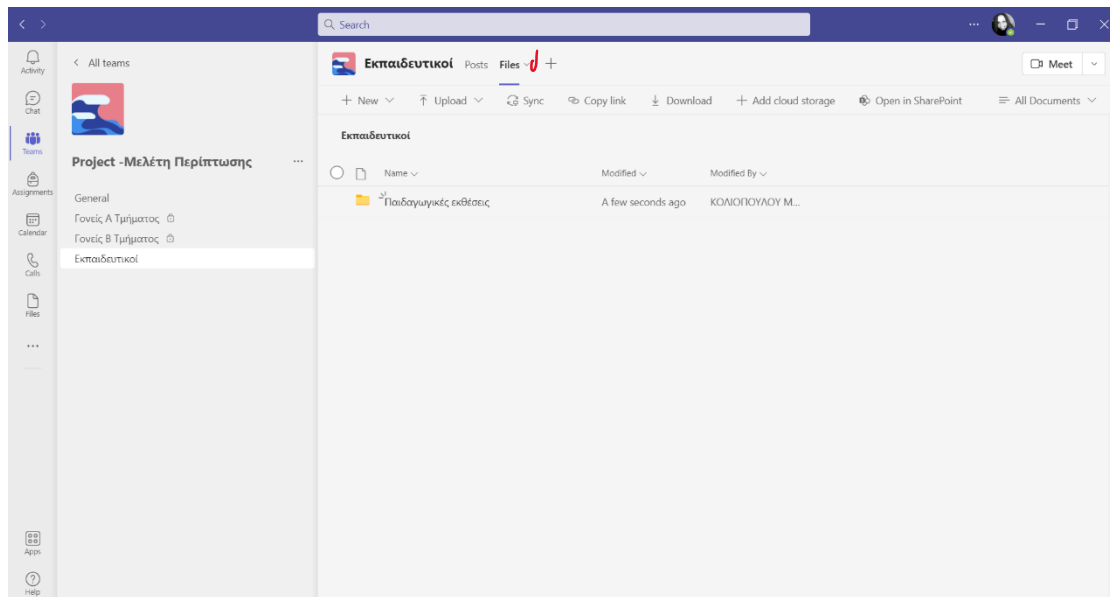 Search
Activity
Chat
Teams
Assignments
Calendar
Calls
Files
Apps
Help
All teams
Project -Μελέτη Περίπτωσης
General
Γονείς Α Τμήματος
Γονείς Β Τμήματος
Εκπαιδευτικοί
Εκπαιδευτικοί Posts Files
Meet
New Upload Sync Copy link Download Add cloud storage Open in SharePoint All Documents
Εκπαιδευτικοί
Name Modified Modified By
Παιδαγωγικές εκθέσεις A few seconds ago ΚΟΛΙΟΠΟΥΛΟΥ Μ...